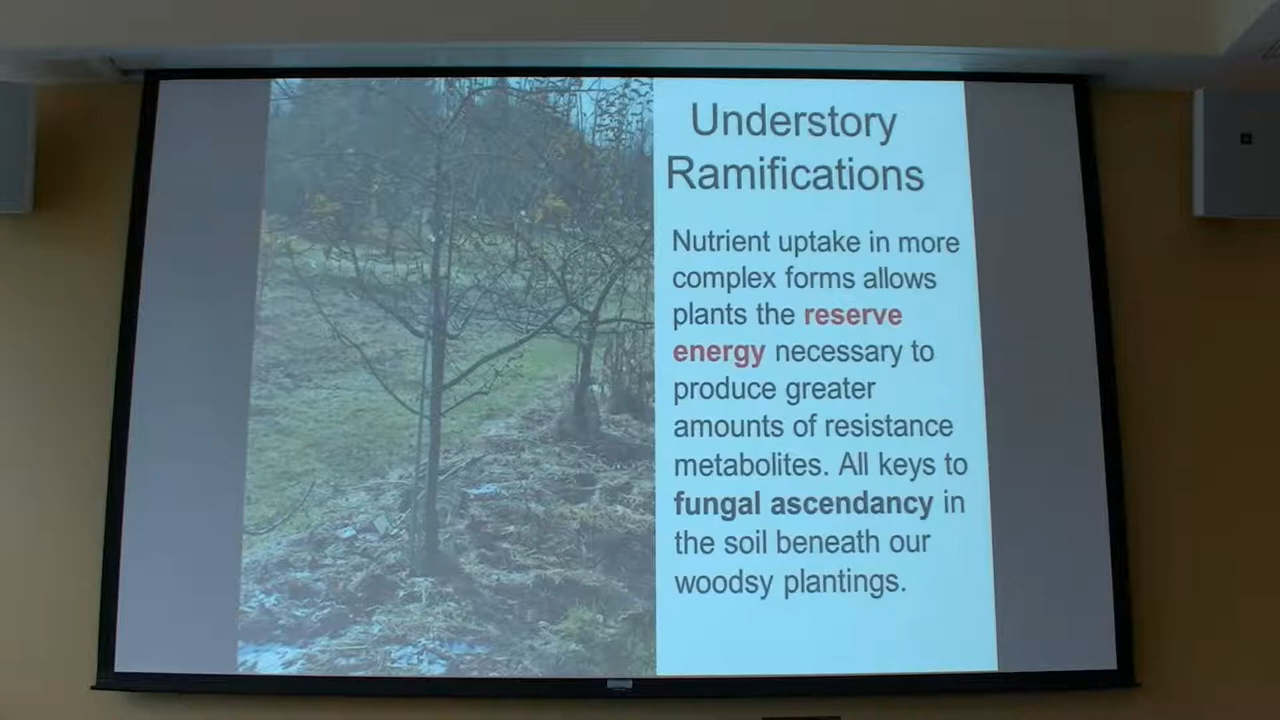 Understory
Ramifications
Nutrient uptake in more
complex forms allows
plants the reserve
energy necessary to
produce greater
amounts of resistance
metabolites. All keys to
fungal ascendancy in
the soil beneath our
woodsy plantings.